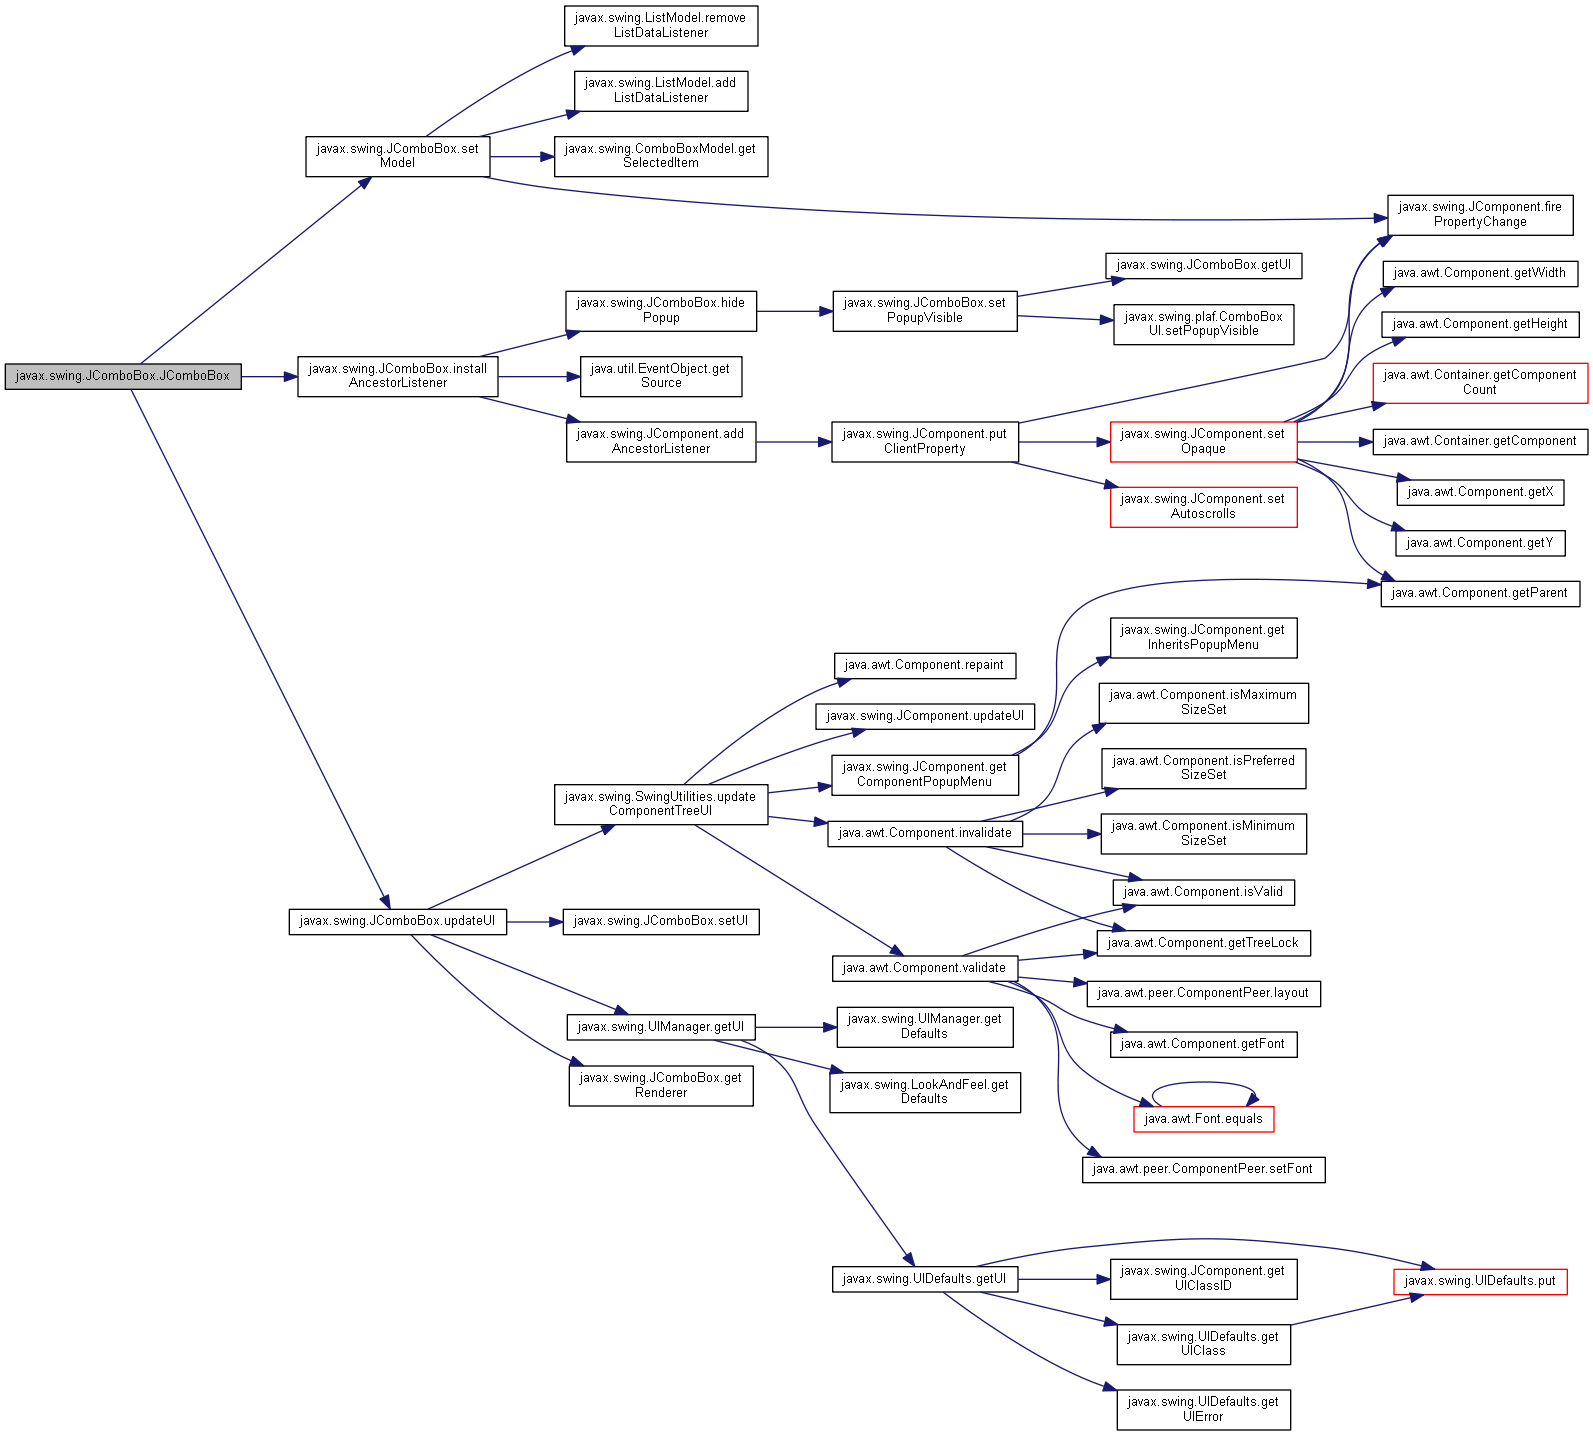 javax.swing.JComboBox.JComboBox
javax.swing.JComboBox.set
Model
javax.swing.ListModel.remove
ListDataListener
javax.swing.ListModel.add
ListDataListener
javax.swing.ComboBoxModel.get
SelectedItem
javax.swing.JComponent.fire
PropertyChange
javax.swing.JComboBox.install
AncestorListener
javax.swing.JComboBox.hide
Popup
javax.swing.JComboBox.set
PopupVisible
javax.swing.JComboBox.getUI
javax.swing.plaf.ComboBox
UI.setPopupVisible
java.util.EventObject.get
Source
javax.swing.JComponent.add
AncestorListener
javax.swing.JComponent.put
ClientProperty
javax.swing.JComponent.set
Opaque
javax.swing.JComponent.set
Autoscrolls
java.awt.Component.getWidth
java.awt.Component.getHeight
java.awt.Container.getComponent
Count
java.awt.Container.getComponent
java.awt.Component.getX
java.awt.Component.getY
java.awt.Component.getParent
javax.swing.JComboBox.updateUI
javax.swing.SwingUtilities.update
ComponentTreeUI
java.awt.Component.repaint
javax.swing.JComponent.updateUI
javax.swing.JComponent.get
ComponentPopupMenu
javax.swing.JComponent.get
InheritsPopupMenu
java.awt.Component.invalidate
java.awt.Component.isMaximum
SizeSet
java.awt.Component.isPreferred
SizeSet
java.awt.Component.isMinimum
SizeSet
java.awt.Component.isValid
java.awt.Component.getTreeLock
java.awt.Component.validate
java.awt.peer.ComponentPeer.layout
java.awt.Component.getFont
java.awt.Font.equals
java.awt.peer.ComponentPeer.setFont
javax.swing.JComboBox.setUI
javax.swing.UIManager.getUI
javax.swing.UIManager.get
Defaults
javax.swing.LookAndFeel.get
Defaults
javax.swing.JComboBox.get
Renderer
javax.swing.UIDefaults.getUI
javax.swing.JComponent.get
UIClassID
javax.swing.UIDefaults.get
UIClass
javax.swing.UIDefaults.get
UIError
javax.swing.UIDefaults.put